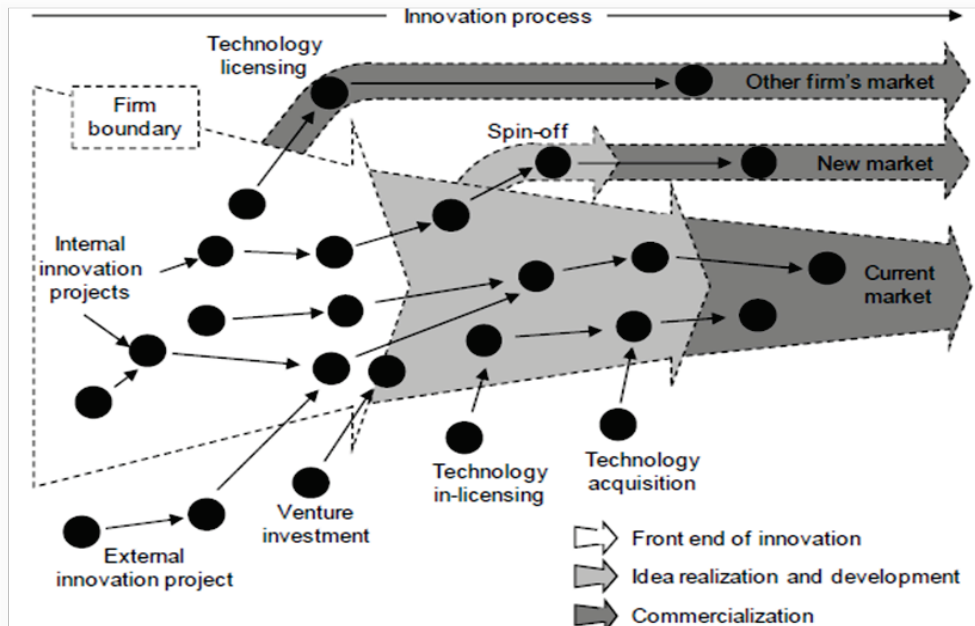 Innovation process
Technology
licensing
Other firm's market
Firm
boundary
Spin-off
New market
Internal
innovation
projects
Current
market
Technology
in-licensing
Technology
acquisition
Venture
investment
External
innovation project
Front end of innovation
Idea realization and development
Commercialization